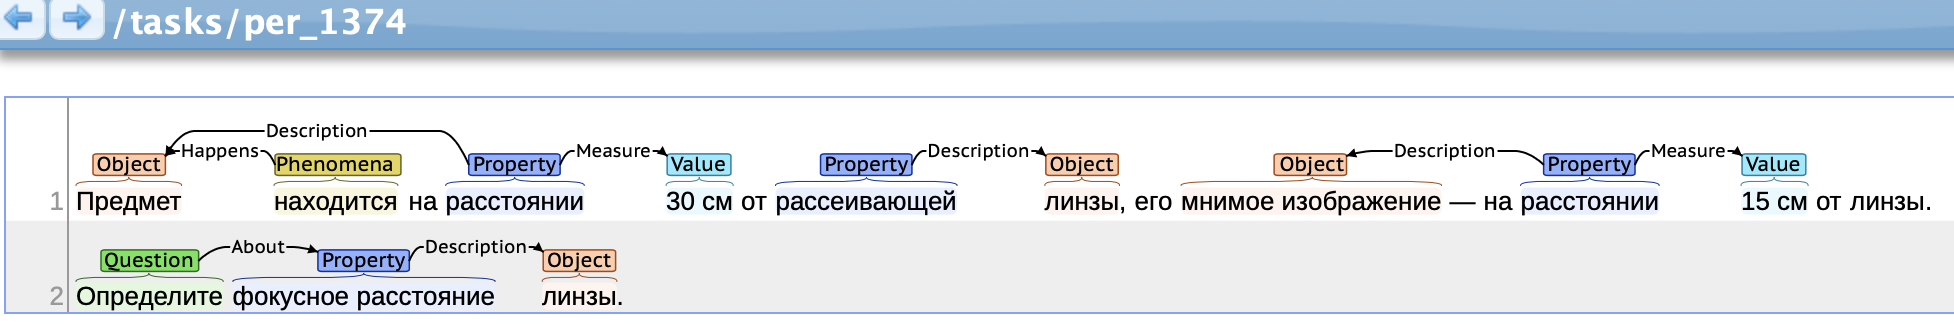 /tasks/per_1374
Description
Happens Measure Description Description Measure
Object Phenomena Property Value Property Object Object Property Value
1 Предмет находится на расстоянии 30 см от рассеивающей линзы, его мнимое изображение — на расстоянии 15 см от линзы.
About Description
Question Property Object
2 Определите фокусное расстояние линзы.